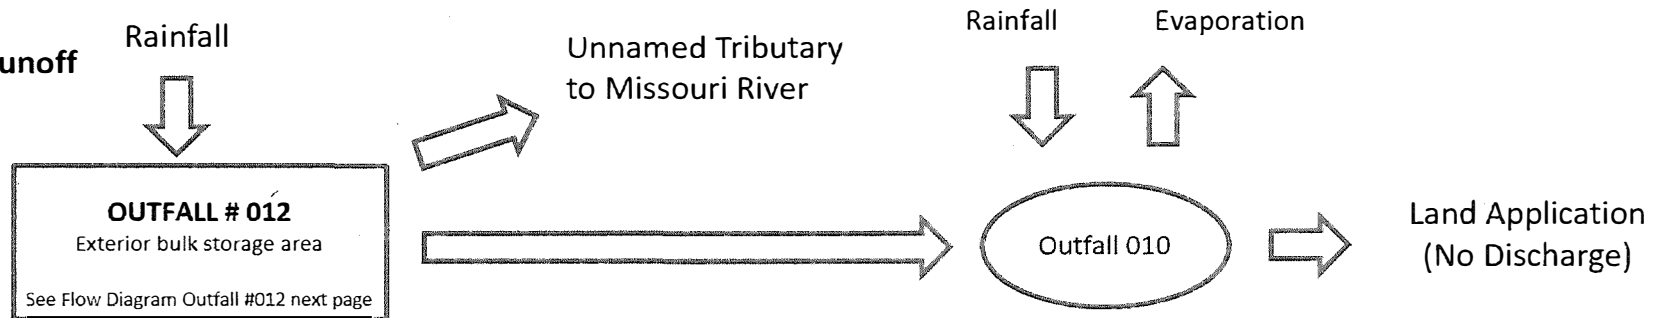 unoff
Rainfall
Unnamed Tributary
to Missouri River
Rainfall
Evaporation
OUTFALL # 012
Exterior bulk storage area
See Flow Diagram Outfall #012 next page
Outfall 010
Land Application
(No Discharge)